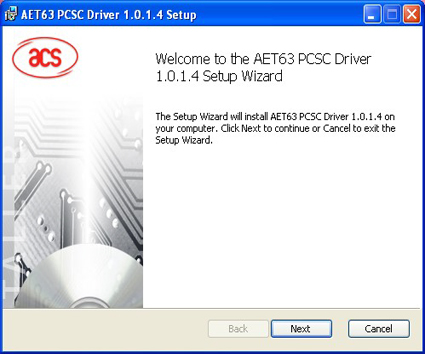 AET63 PCSC Driver 1.0.1.4 Setup
acs
Welcome to the AET63 PCSC Driver
1.0.1.4 Setup Wizard
The Setup Wizard will install AET63 PCSC Driver 1.0.1.4 on
your computer. Click Next to continue or Cancel to exit the
Setup Wizard.
TALLER
Back
Next
Cancel